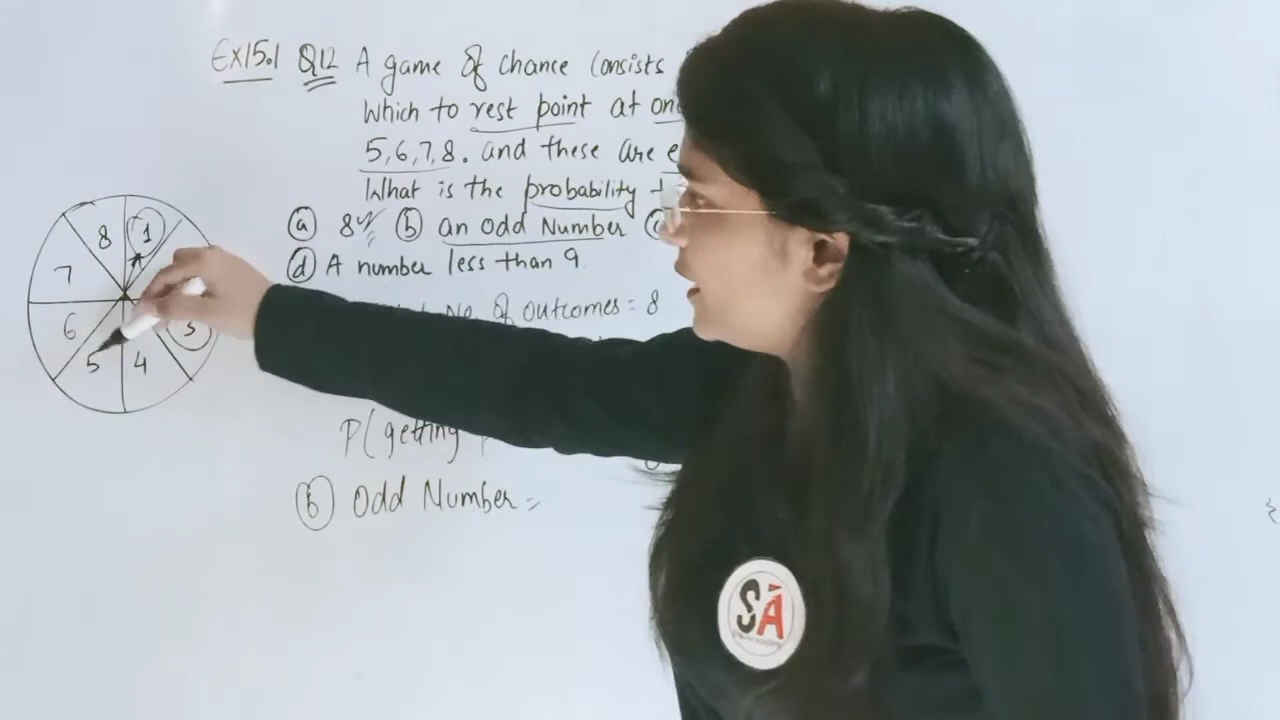 Ex15.1 Q12 A game of chance consists
Which to rest point at
5,6,7,8. and these are
What is the probability
(a) 8 (b) an odd Number
(d) A number less than 9.
No. of outcomes = 8
P(getting
(b) Odd Number =
8 1
7
6 3
5 4
SA